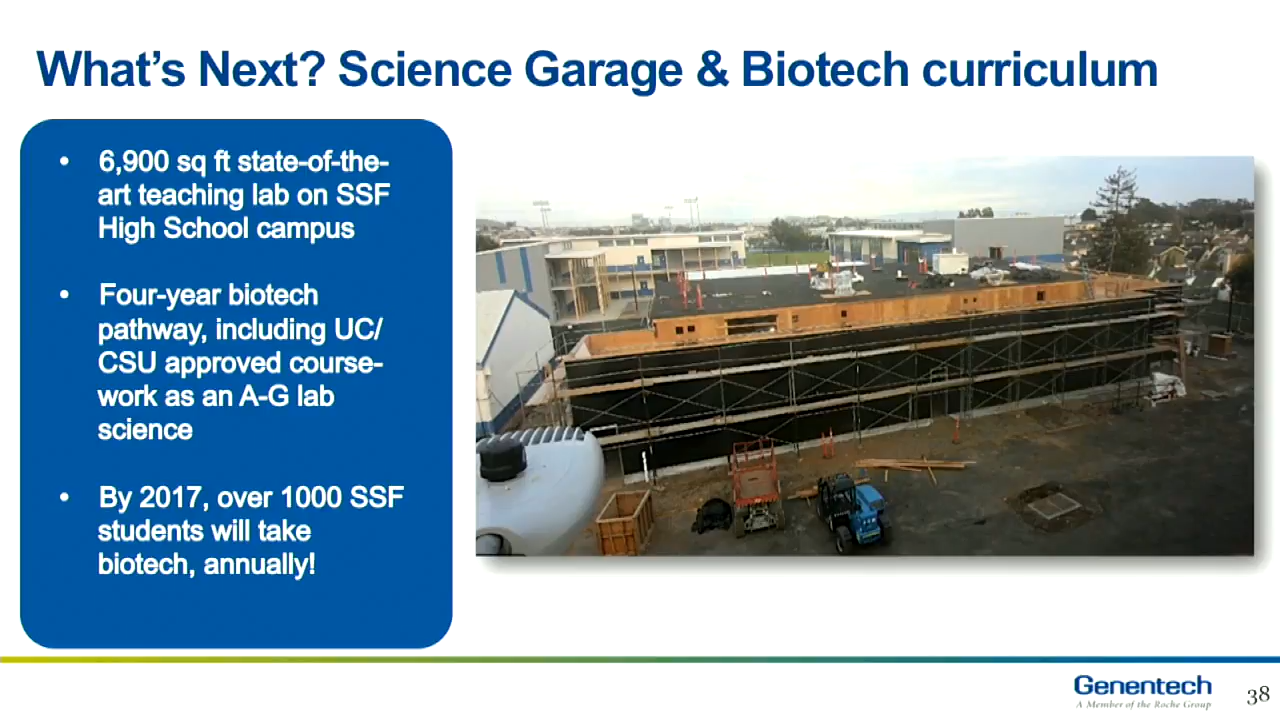 What's Next? Science Garage & Biotech curriculum
• 6,900 sq ft state-of-the-
art teaching lab on SSF
High School campus
• Four-year biotech
pathway, including UC/
CSU approved course-
work as an A-G lab
science
• By 2017, over 1000 SSF
students will take
biotech, annually!
Genentech
A Member of the Roche Group
38